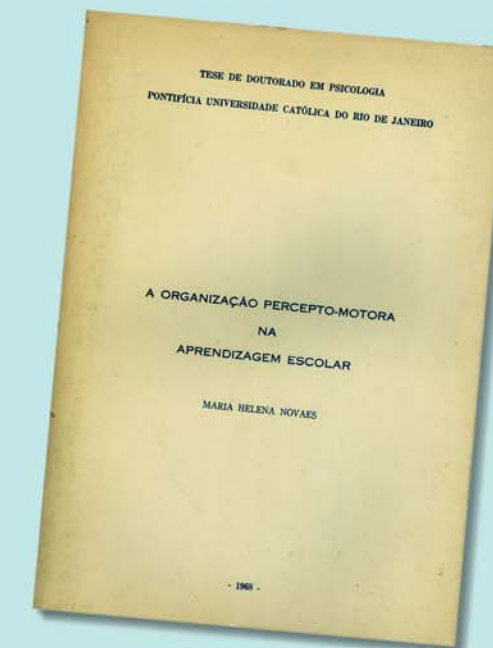 TESE DE DOUTORADO EM PSICOLOGIA
PONTIFÍCIA UNIVERSIDADE CATÓLICA DO RIO DE JANEIRO
A ORGANIZAÇÃO PERCEPTO-MOTORA
NA
APRENDIZAGEM ESCOLAR
MARIA HELENA NOVAES
- 1968 -